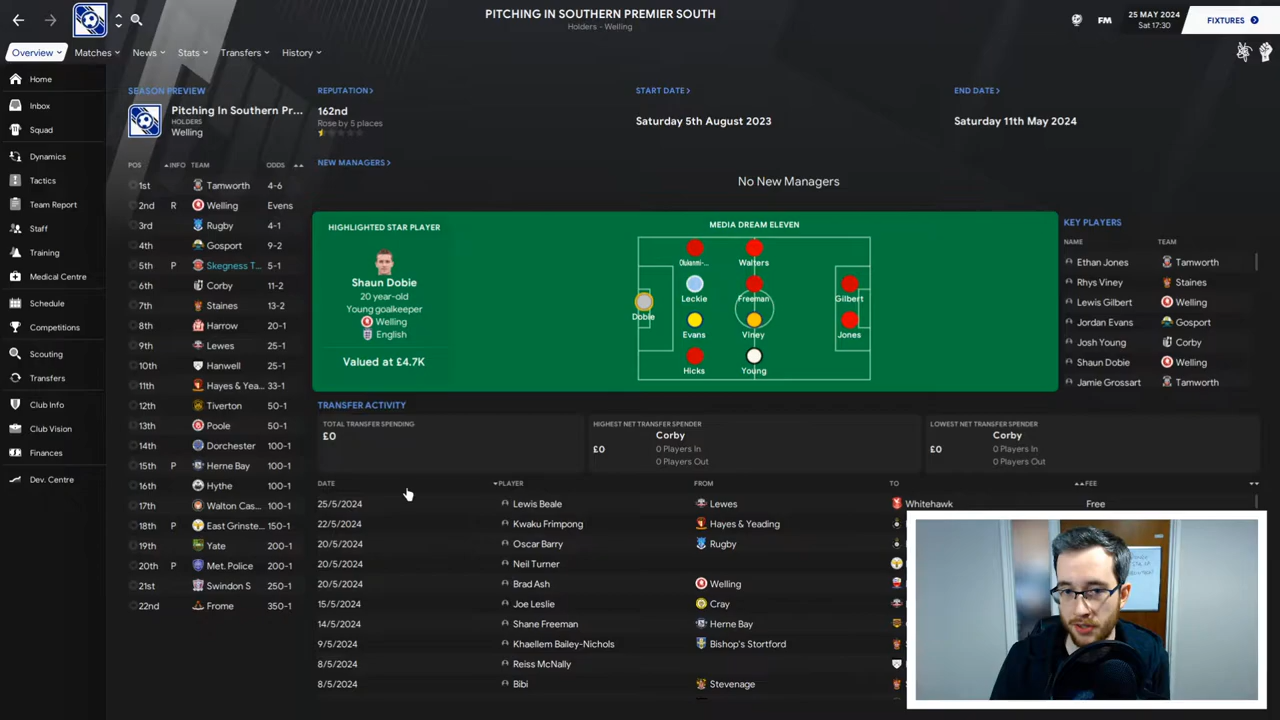 PITCHING IN SOUTHERN PREMIER SOUTH
Holders - Welling
FM
25 MAY 2024
Sat 17:30
FIXTURES
Overview
Matches
News
Stats
Transfers
History
Home
Inbox
Squad
Dynamics
Tactics
Team Report
Staff
Training
Medical Centre
Schedule
Competitions
Scouting
Transfers
Club Info
Club Vision
Finances
Dev. Centre
SEASON PREVIEW
Pitching In Southern Pr...
HOLDERS
Welling
POS INFO TEAM ODDS
1st Tamworth 4-6
2nd R Welling Evens
3rd Rugby 4-1
4th Gosport 9-2
5th P Skegness T... 5-1
6th Corby 11-2
7th Staines 13-2
8th Harrow 20-1
9th Lewes 25-1
10th Hanwell 25-1
11th Hayes & Yea... 33-1
12th Tiverton 50-1
13th Poole 50-1
14th Dorchester 100-1
15th P Herne Bay 100-1
16th Hythe 100-1
17th Walton Cas... 100-1
18th P East Grinste... 150-1
19th Yate 200-1
20th P Met. Police 200-1
21st Swindon S 250-1
22nd Frome 350-1
REPUTATION>
162nd
Rose by 5 places
START DATE>
Saturday 5th August 2023
END DATE>
Saturday 11th May 2024
NEW MANAGERS>
No New Managers
HIGHLIGHTED STAR PLAYER
Shaun Dobie
20 year-old
Young goalkeeper
Welling
English
Valued at £4.7K
MEDIA DREAM ELEVEN
Walters
Leckie
Freeman
Gilbert
Dobie
Evans
Viney
Jones
Hicks
Young
KEY PLAYERS
NAME TEAM
Ethan Jones Tamworth
Rhys Viney Staines
Lewis Gilbert Welling
Jordan Evans Gosport
Josh Young Corby
Shaun Dobie Welling
Jamie Grossart Tamworth
TRANSFER ACTIVITY
TOTAL TRANSFER SPENDING
£0
HIGHEST NET TRANSFER SPENDER
£0
Corby
0 Players In
0 Players Out
LOWEST NET TRANSFER SPENDER
£0
Corby
0 Players In
0 Players Out
DATE PLAYER FROM TO FEE
25/5/2024 Lewis Beale Lewes Whitehawk Free
22/5/2024 Kwaku Frimpong Hayes & Yeading
20/5/2024 Oscar Barry Rugby
20/5/2024 Neil Turner
20/5/2024 Brad Ash Welling
15/5/2024 Joe Leslie Cray
14/5/2024 Shane Freeman Herne Bay
9/5/2024 Khaellem Bailey-Nichols Bishop's Stortford
8/5/2024 Reiss McNally
8/5/2024 Bibi Stevenage